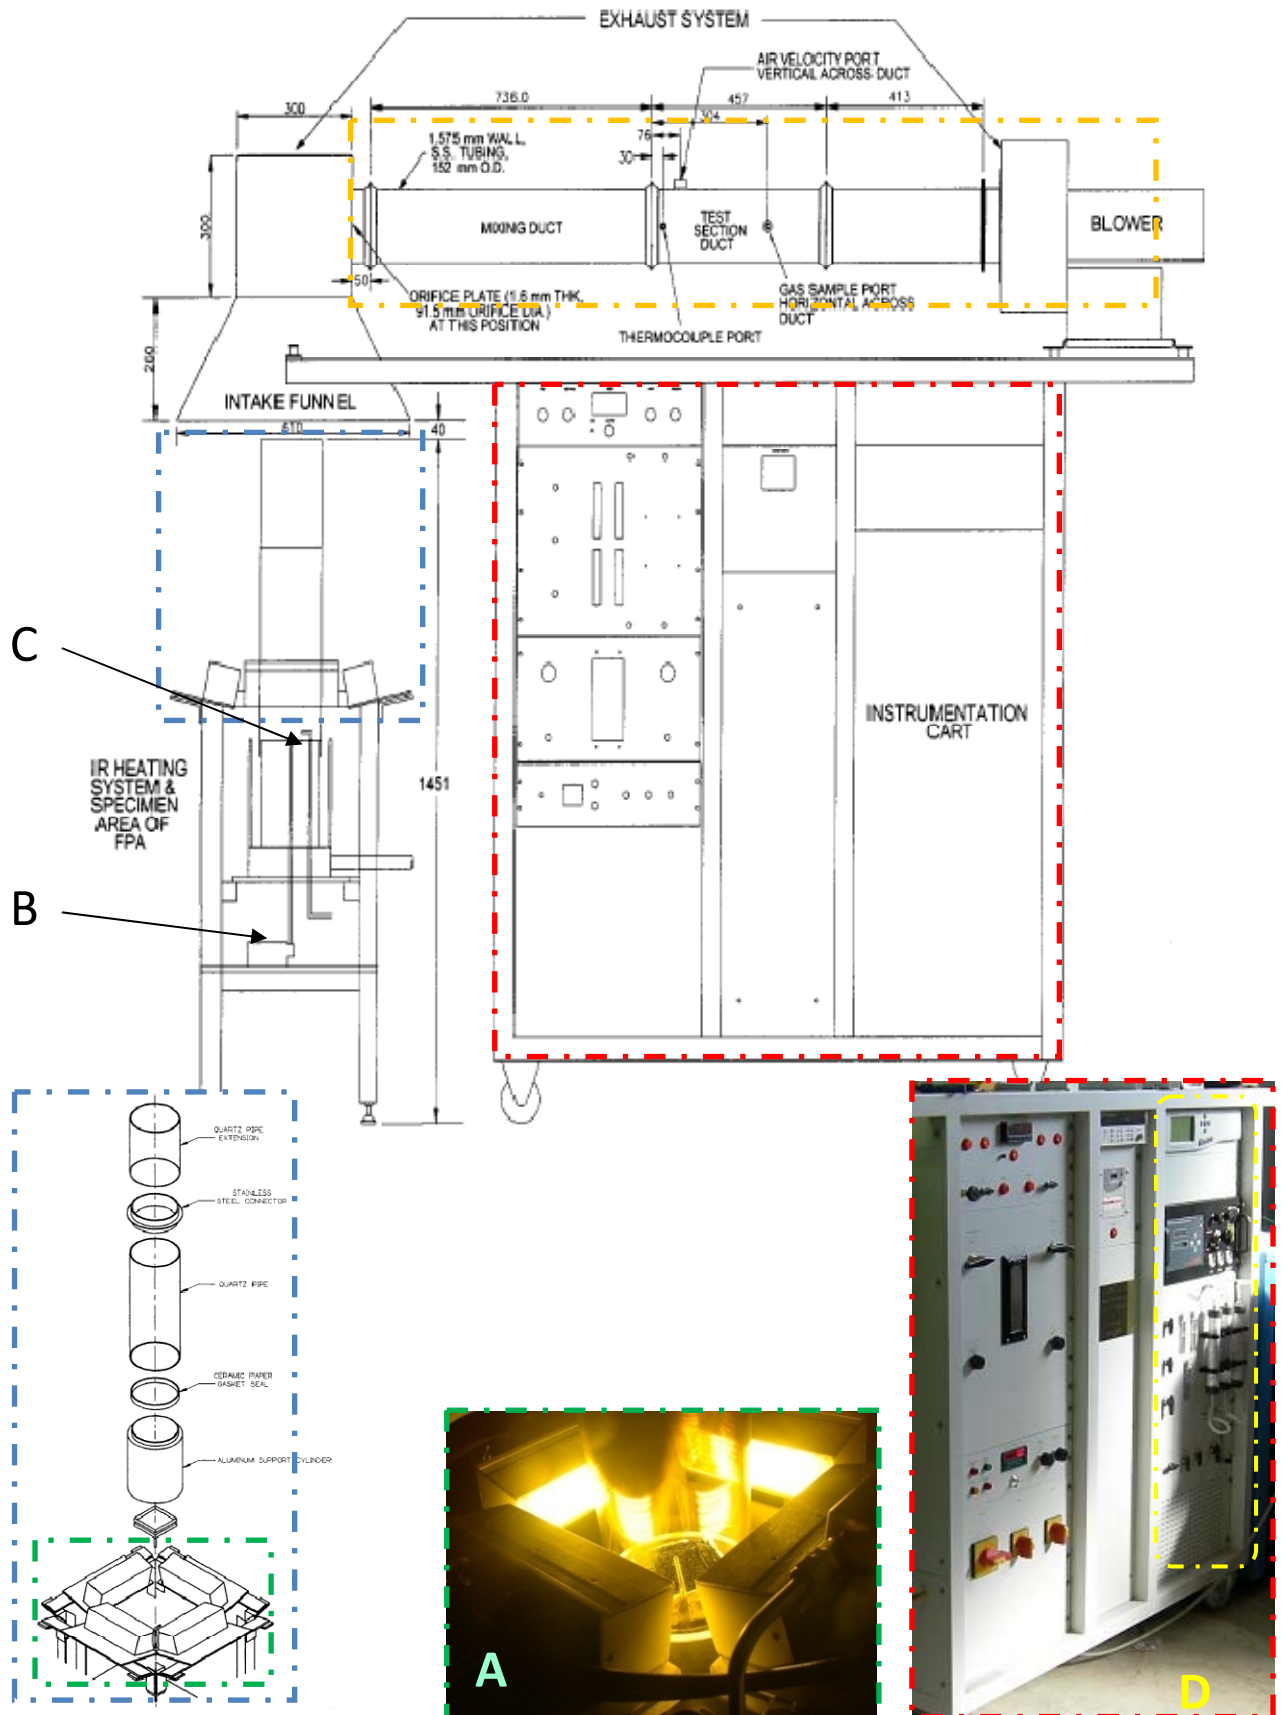 EXHAUST SYSTEM
AIR VELOCITY PORT
VERTICAL ACROSS DUCT
300
736.0
457
413
304
76
30
1.575 mm WALL,
S.S. TUBING,
152 mm O.D.
300
MIXING DUCT
TEST
SECTION
DUCT
BLOWER
50
ORIFICE PLATE (1.6 mm THK,
91.5 mm ORIFICE DIA.)
AT THIS POSITION
GAS SAMPLE PORT
HORIZONTAL ACROSS
DUCT
THERMOCOUPLE PORT
260
INTAKE FUNNEL
610
40
C
INSTRUMENTATION
CART
IR HEATING
SYSTEM &
SPECIMEN
AREA OF
FPA
1451
B
QUARTZ PIPE
EXTENSION
STAINLESS
STEEL CONNECTOR
QUARTZ PIPE
CERAMIC PAPER
GASKET SEAL
ALUMINUM SUPPORT CYLINDER
A
D